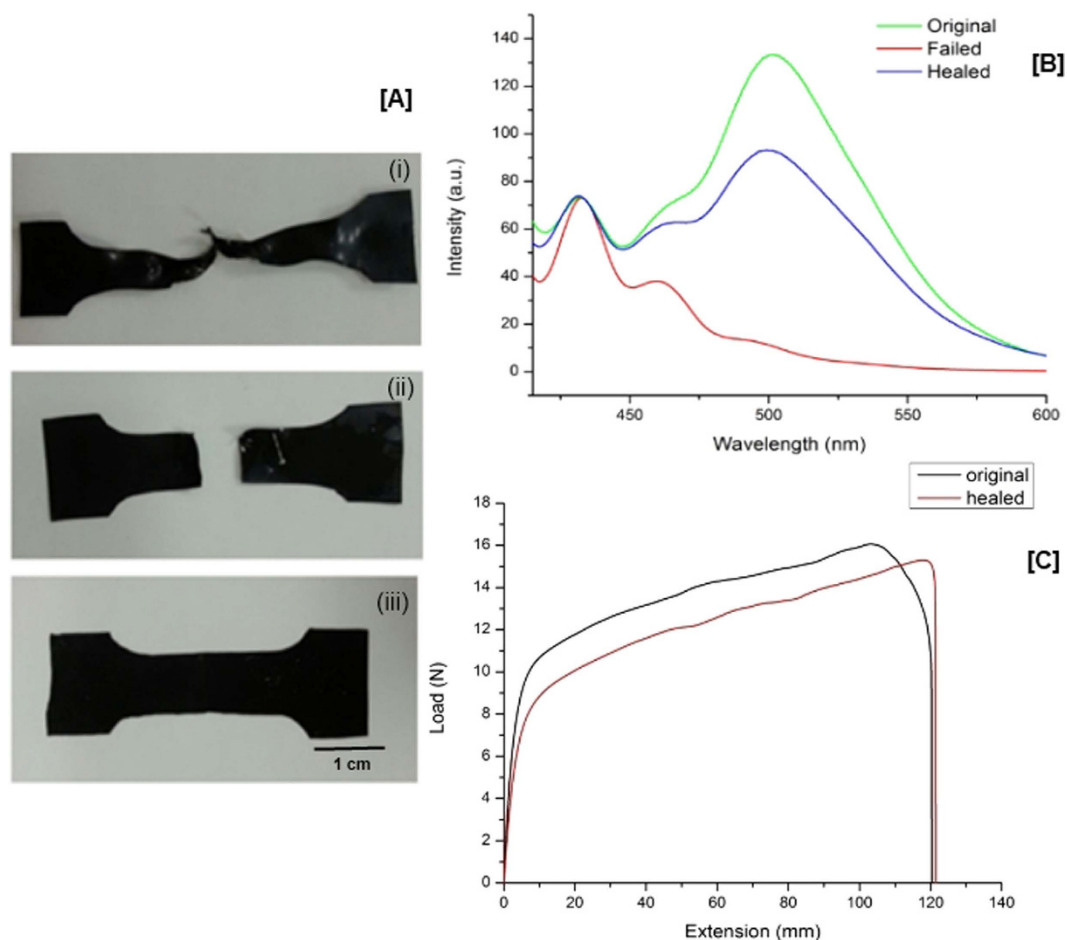 [A]
(i)
(ii)
(iii)
1 cm
Original
Failed
Healed
[B]
140
120
100
80
60
40
20
0
Intensity (a.u.)
450
500
550
600
Wavelength (nm)
original
healed
[C]
18
16
14
12
10
8
6
4
2
0
Load (N)
0
20
40
60
80
100
120
140
Extension (mm)